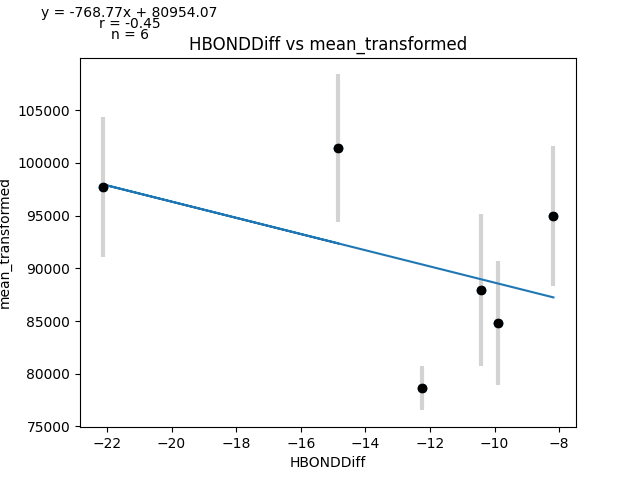 y = -768.77x + 80954.07
r = -0.45
n = 6
HBONDDiff vs mean_transformed
105000
100000
95000
90000
85000
80000
75000
mean_transformed
−22
−20
−18
−16
−14
−12
−10
−8
HBONDDiff